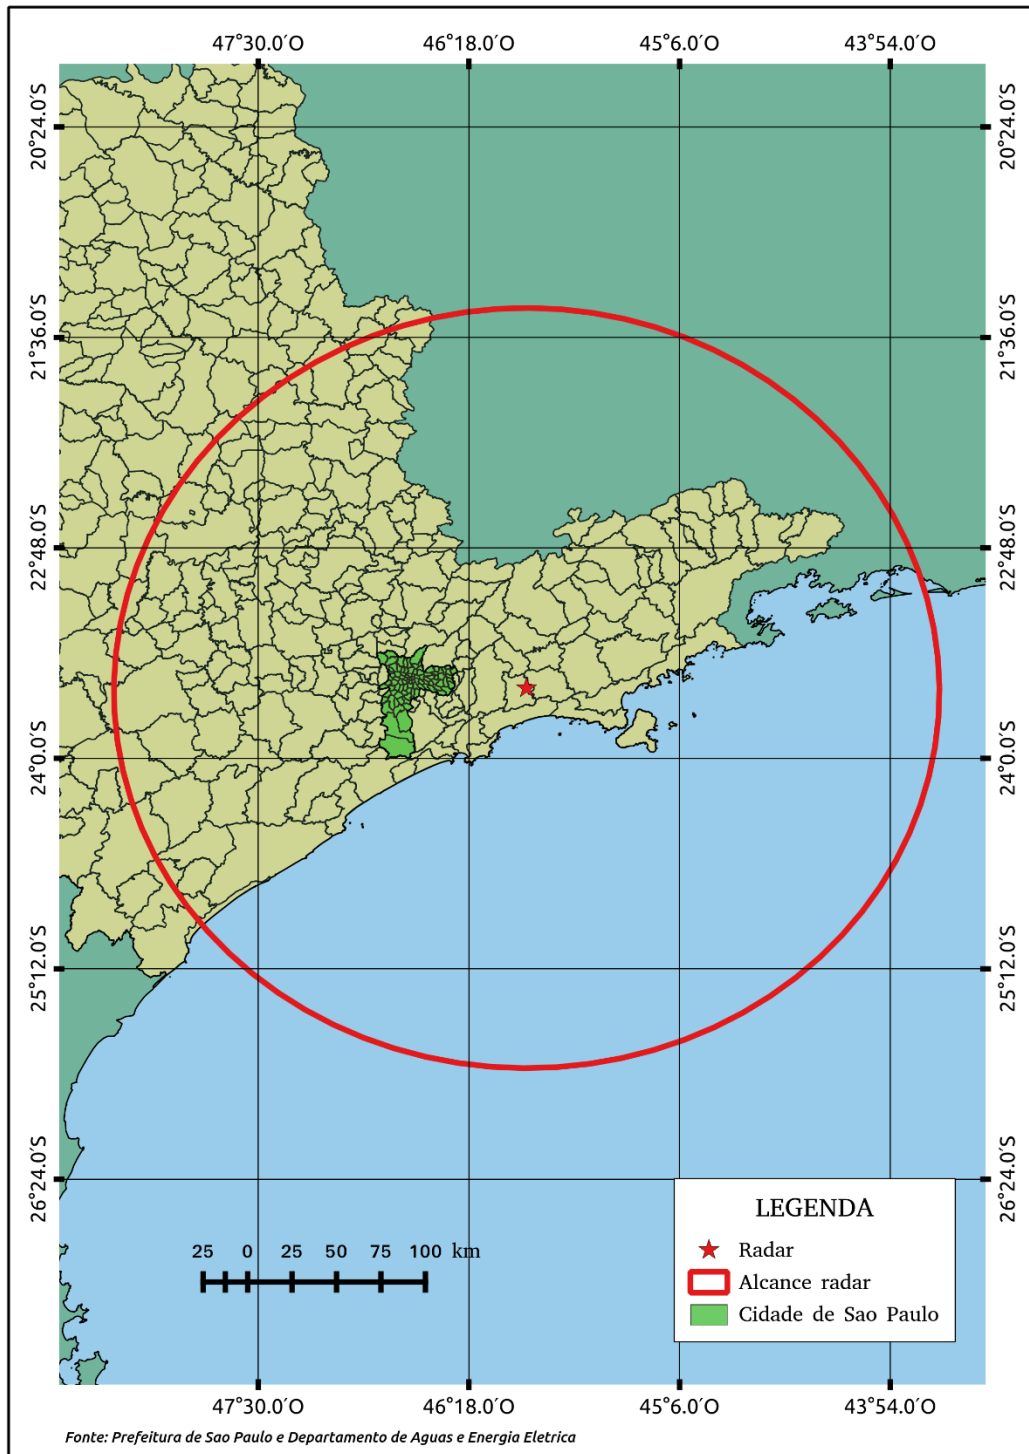 47°30.0′O 46°18.0′O 45°6.0′O 43°54.0′O
20°24.0′S 20°24.0′S
21°36.0′S 21°36.0′S
22°48.0′S 22°48.0′S
24°0.0′S 24°0.0′S
25°12.0′S 25°12.0′S
26°24.0′S 26°24.0′S
LEGENDA
Radar
Alcance radar
Cidade de Sao Paulo
25 0 25 50 75 100 km
47°30.0′O 46°18.0′O 45°6.0′O 43°54.0′O
Fonte: Prefeitura de Sao Paulo e Departamento de Aguas e Energia Eletrica